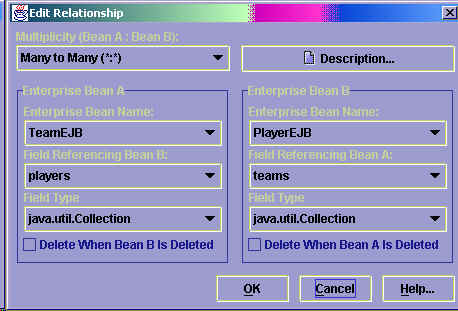 Edit Relationship
Multiplicity (Bean A : Bean B):
Many to Many (*:*)
Description...
Enterprise Bean A
Enterprise Bean Name:
TeamEJB
Field Referencing Bean B:
players
Field Type
java.util.Collection
Delete When Bean B Is Deleted
Enterprise Bean B
Enterprise Bean Name:
PlayerEJB
Field Referencing Bean A:
teams
Field Type
java.util.Collection
Delete When Bean A Is Deleted
OK
Cancel
Help...